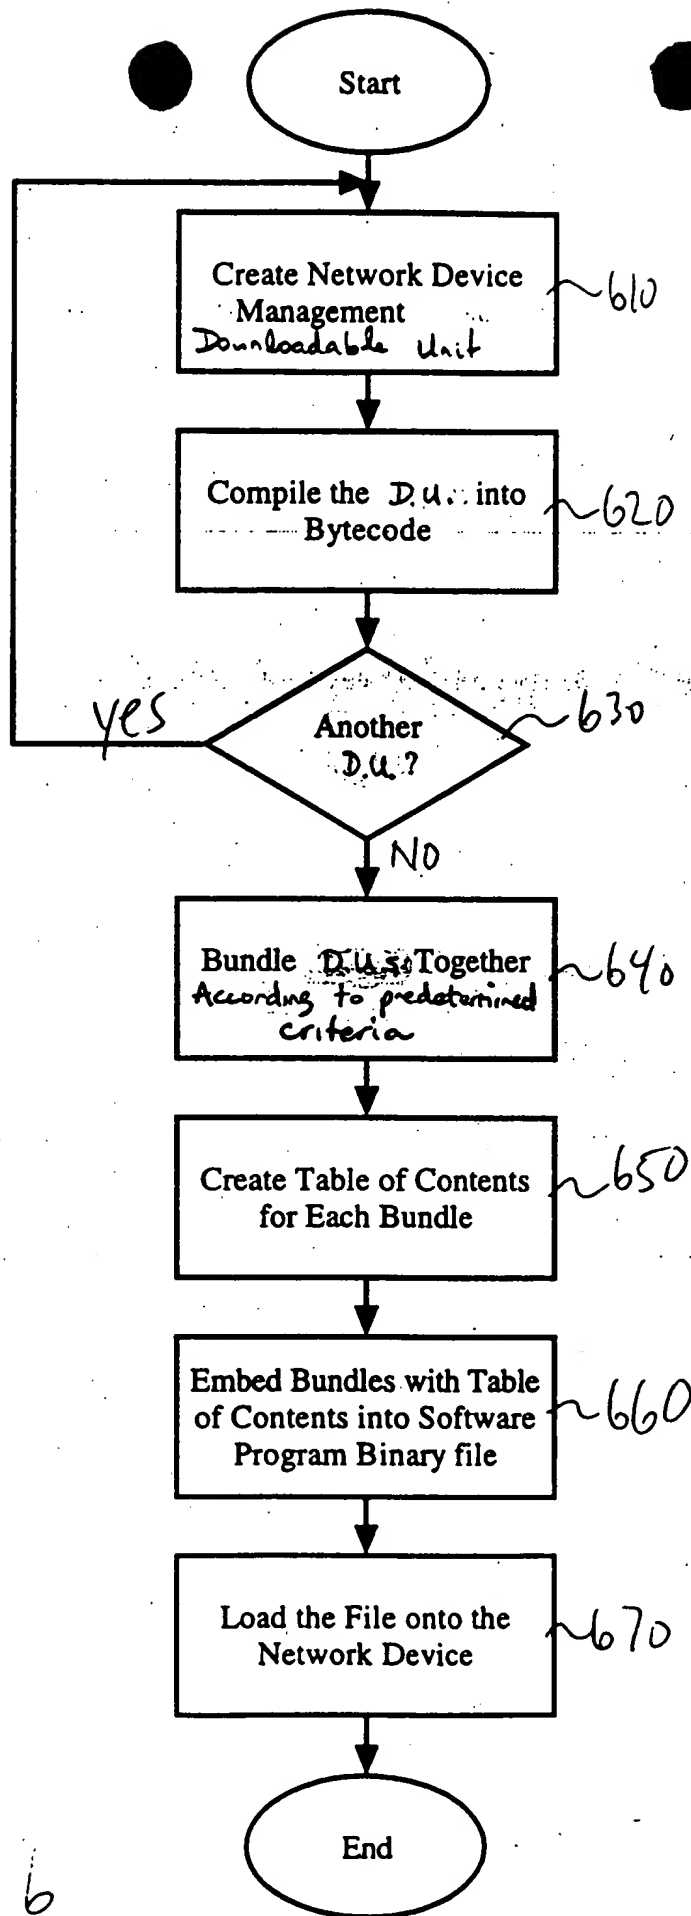 Start
Create Network Device
Management
Downloadable Unit
610
Compile the D.U. into
Bytecode
620
Another
D.U.?
630
yes
NO
Bundle D.U.s Together
According to predetermined
criteria
640
Create Table of Contents
for Each Bundle
650
Embed Bundles with Table
of Contents into Software
Program Binary file
660
Load the File onto the
Network Device
670
End
6